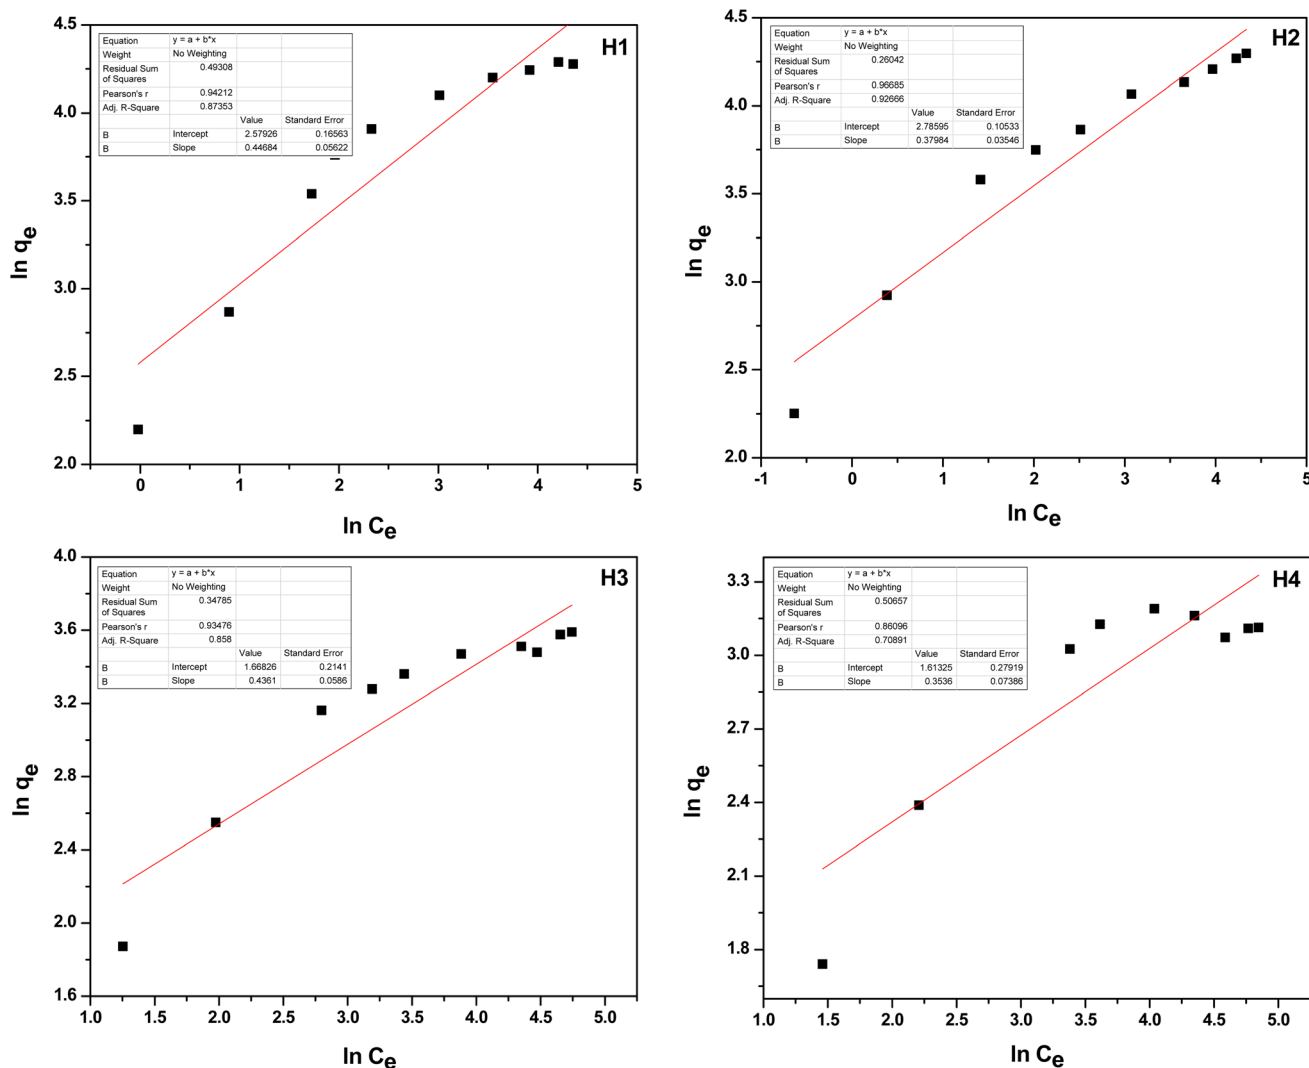 H1
Equation y = a + b*x
Weight No Weighting
Residual Sum of Squares 0.49308
Pearson's r 0.94212
Adj. R-Square 0.87353
Value Standard Error
B Intercept 2.57926 0.16563
B Slope 0.44684 0.05622
4.5
4.0
3.5
3.0
2.5
2.0
ln qe
0 1 2 3 4 5
ln Ce
H2
Equation y = a + b*x
Weight No Weighting
Residual Sum of Squares 0.26042
Pearson's r 0.96685
Adj. R-Square 0.92666
Value Standard Error
B Intercept 2.78595 0.10533
B Slope 0.37984 0.03546
4.5
4.0
3.5
3.0
2.5
2.0
ln qe
-1 0 1 2 3 4 5
ln Ce
H3
Equation y = a + b*x
Weight No Weighting
Residual Sum of Squares 0.34785
Pearson's r 0.93476
Adj. R-Square 0.858
Value Standard Error
B Intercept 1.66826 0.2141
B Slope 0.4361 0.0586
4.0
3.6
3.2
2.8
2.4
2.0
1.6
ln qe
1.0 1.5 2.0 2.5 3.0 3.5 4.0 4.5 5.0
ln Ce
H4
Equation y = a + b*x
Weight No Weighting
Residual Sum of Squares 0.50657
Pearson's r 0.86096
Adj. R-Square 0.70891
Value Standard Error
B Intercept 1.61325 0.27919
B Slope 0.3536 0.07386
3.3
3.0
2.7
2.4
2.1
1.8
ln qe
1.0 1.5 2.0 2.5 3.0 3.5 4.0 4.5 5.0
ln Ce